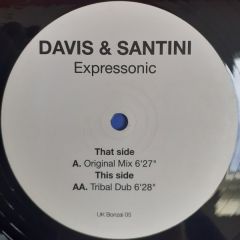 DAVIS & SANTINI
Expressonic
That side
A. Original Mix 6'27"
This side
AA. Tribal Dub 6'28"
UK Bonzai 05